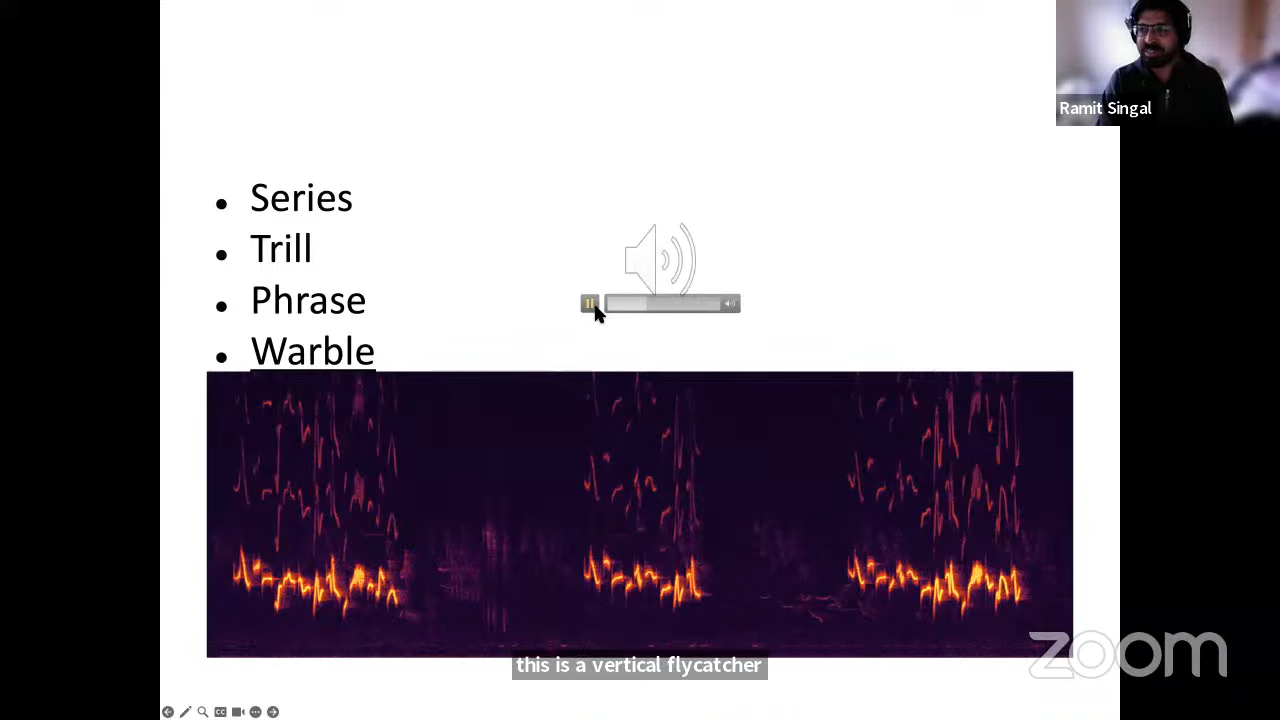 Ramit Singal
Series
Trill
Phrase
Warble
this is a vertical flycatcher
zoom